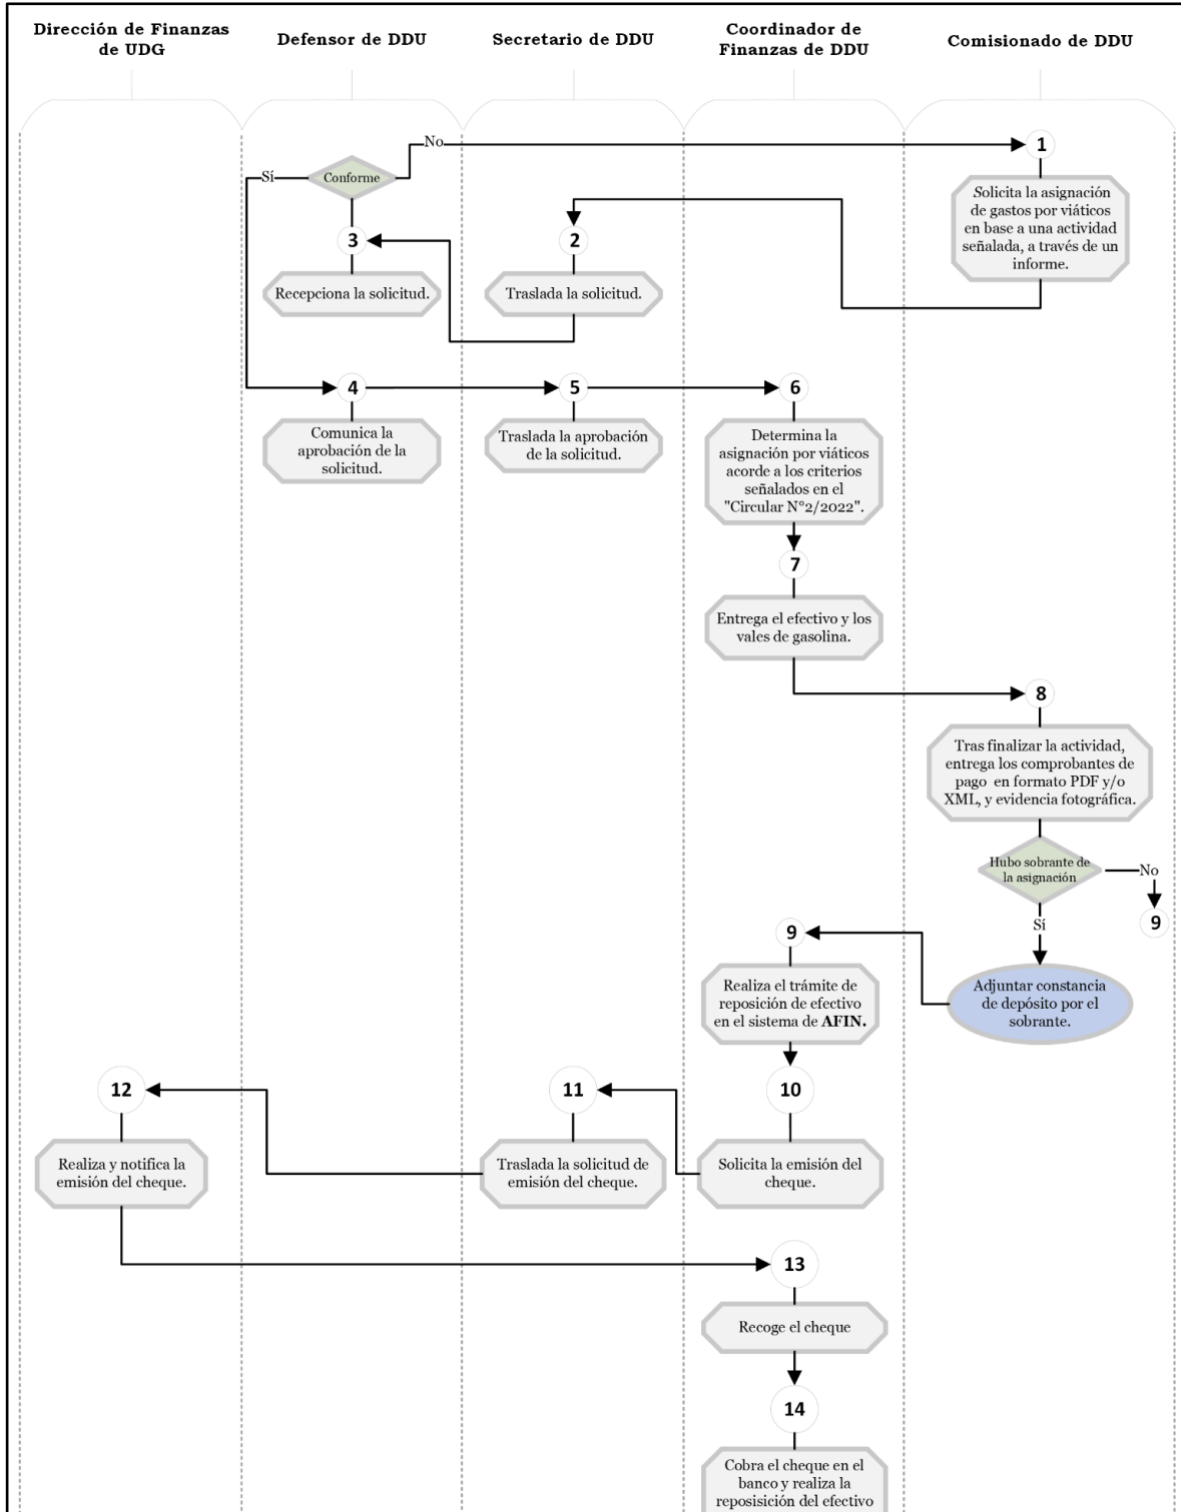 Dirección de Finanzas
de UDG
Defensor de DDU
Secretario de DDU
Coordinador de
Finanzas de DDU
Comisionado de DDU
No
1
Sí
Conforme
Solicita la asignación
de gastos por viáticos
en base a una actividad
señalada, a través de un
informe.
3
2
Recepciona la solicitud.
Traslada la solicitud.
4
5
6
Comunica la
aprobación de la
solicitud.
Traslada la aprobación
de la solicitud.
Determina la
asignación por viáticos
acorde a los criterios
señalados en el
"Circular N°2/2022".
7
Entrega el efectivo y los
vales de gasolina.
8
Tras finalizar la actividad,
entrega los comprobantes de
pago en formato PDF y/o
XML, y evidencia fotográfica.
Hubo sobrante de
la asignación
No
9
Sí
9
Realiza el trámite de
reposición de efectivo
en el sistema de AFIN.
Adjuntar constancia
de depósito por el
sobrante.
12
11
10
Realiza y notifica la
emisión del cheque.
Traslada la solicitud de
emisión del cheque.
Solicita la emisión del
cheque.
13
Recoge el cheque
14
Cobra el cheque en el
banco y realiza la
reposisición del efectivo